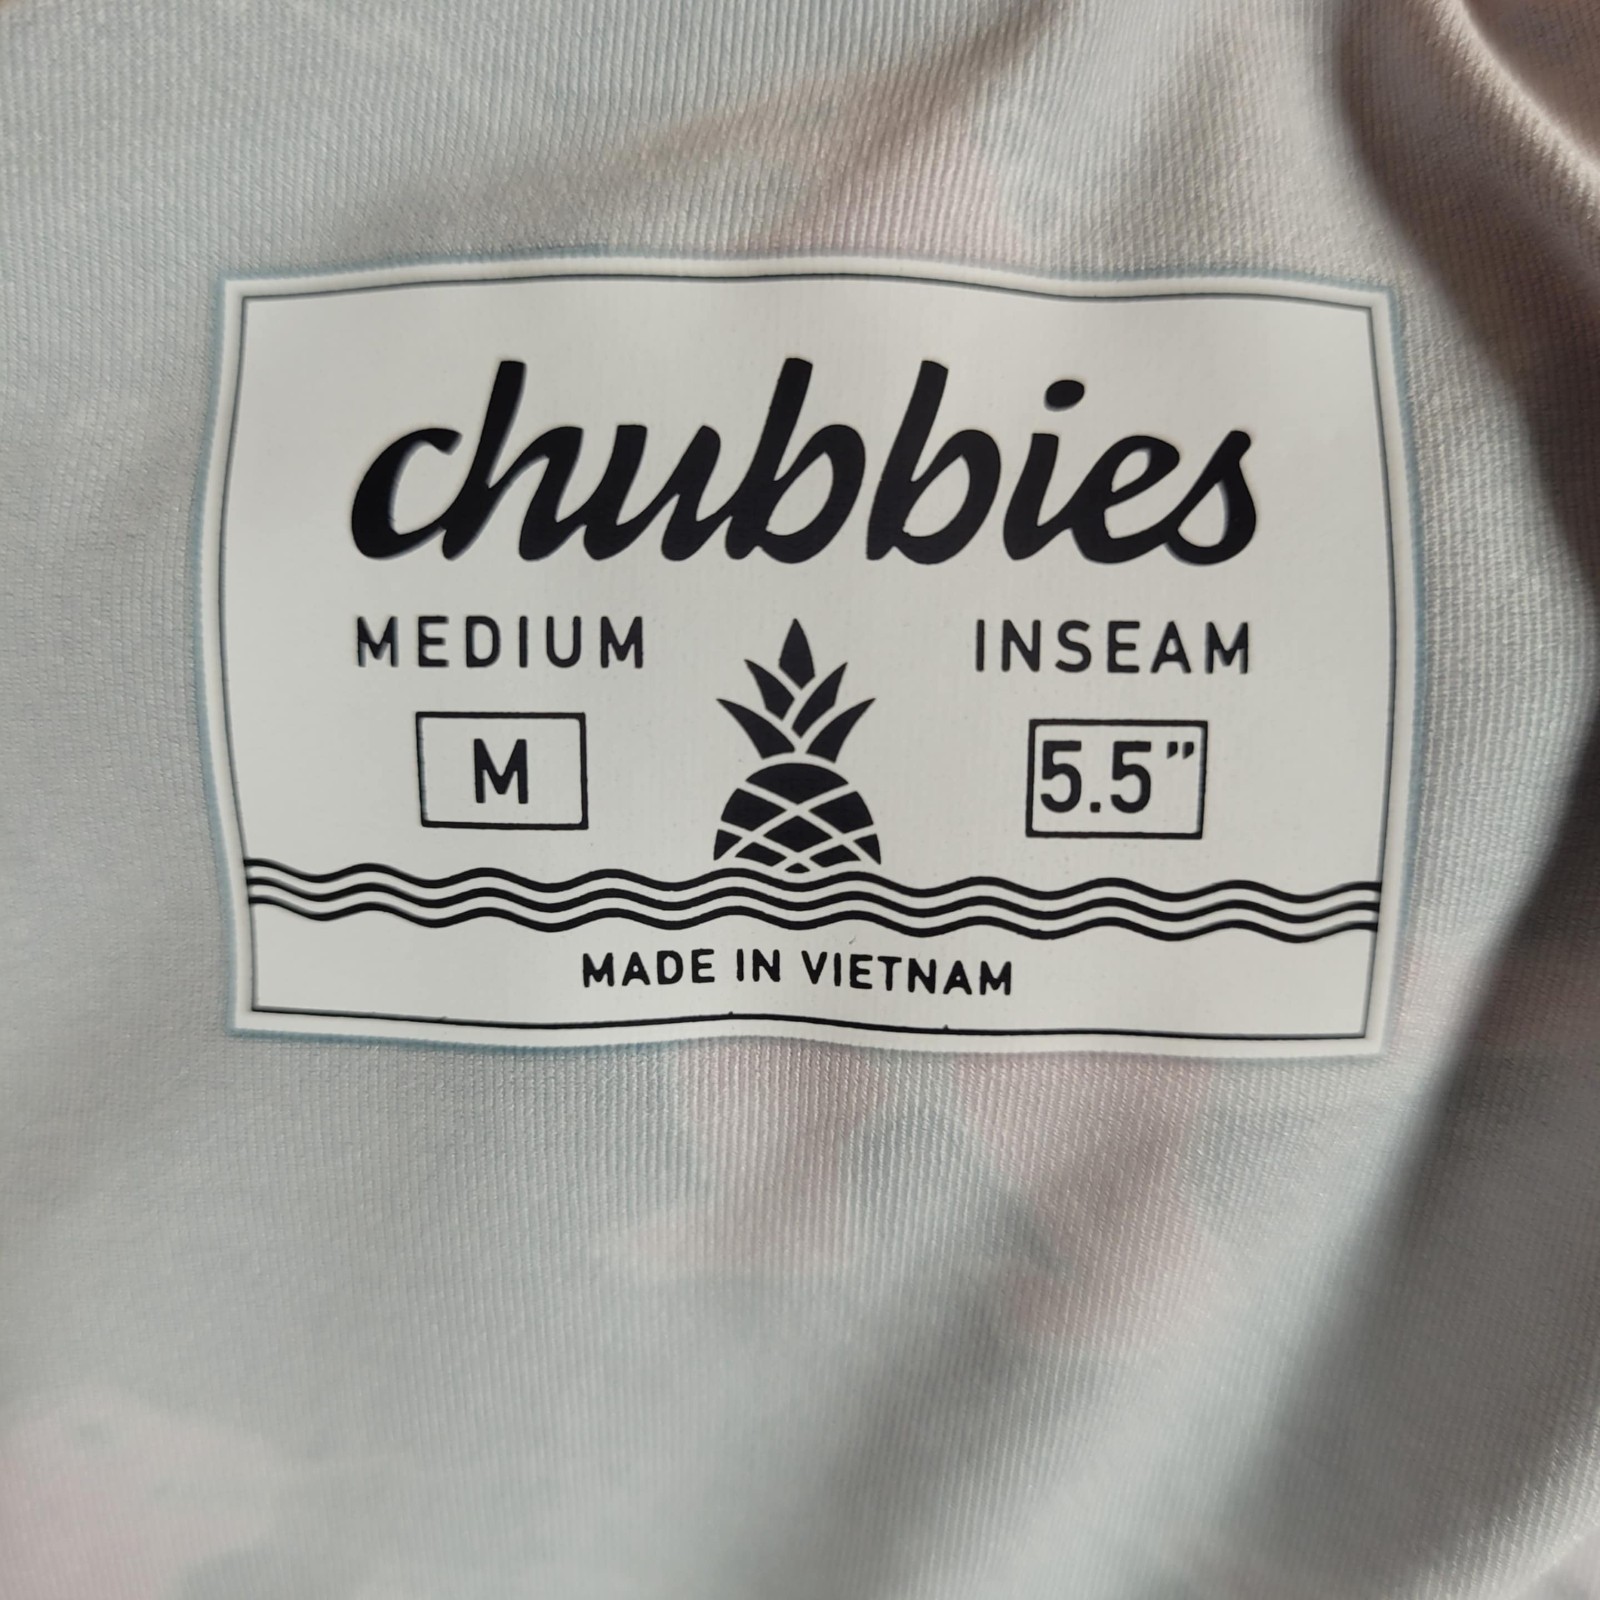 chubbies
MEDIUM INSEAM
M 5.5"
MADE IN VIETNAM